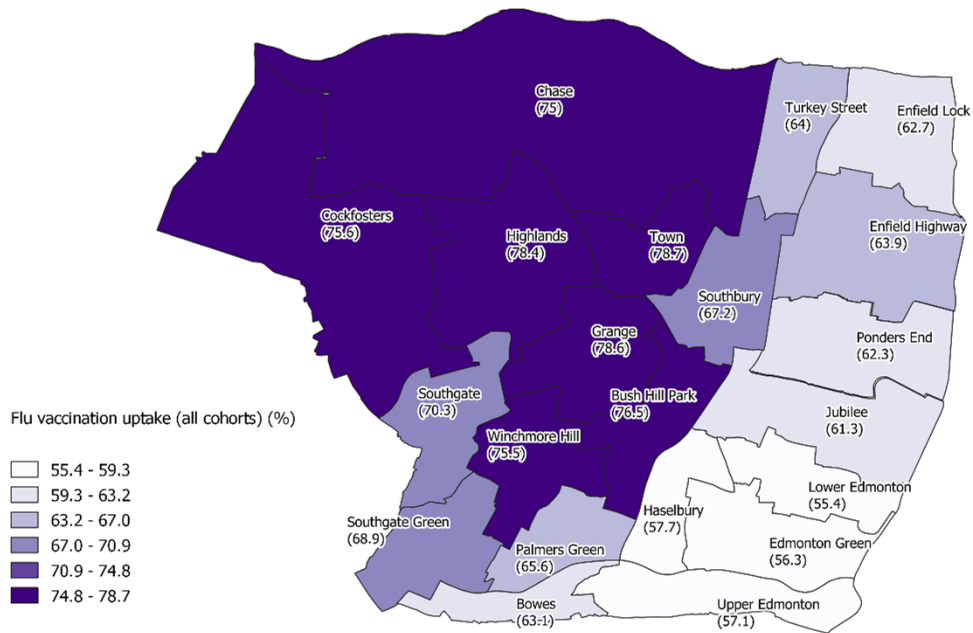 Chase
(75)
Turkey Street
(64)
Enfield Lock
(62.7)
Cockfosters
(75.6)
Highlands
(78.4)
Town
(78.7)
Enfield Highway
(63.9)
Southbury
(67.2)
Grange
(78.6)
Ponders End
(62.3)
Southgate
(70.3)
Bush Hill Park
(76.5)
Jubilee
(61.3)
Winchmore Hill
(75.5)
Lower Edmonton
(55.4)
Haselbury
(57.7)
Southgate Green
(68.9)
Palmers Green
(65.6)
Edmonton Green
(56.3)
Bowes
(63.1)
Upper Edmonton
(57.1)
Flu vaccination uptake (all cohorts) (%)
55.4 - 59.3
59.3 - 63.2
63.2 - 67.0
67.0 - 70.9
70.9 - 74.8
74.8 - 78.7